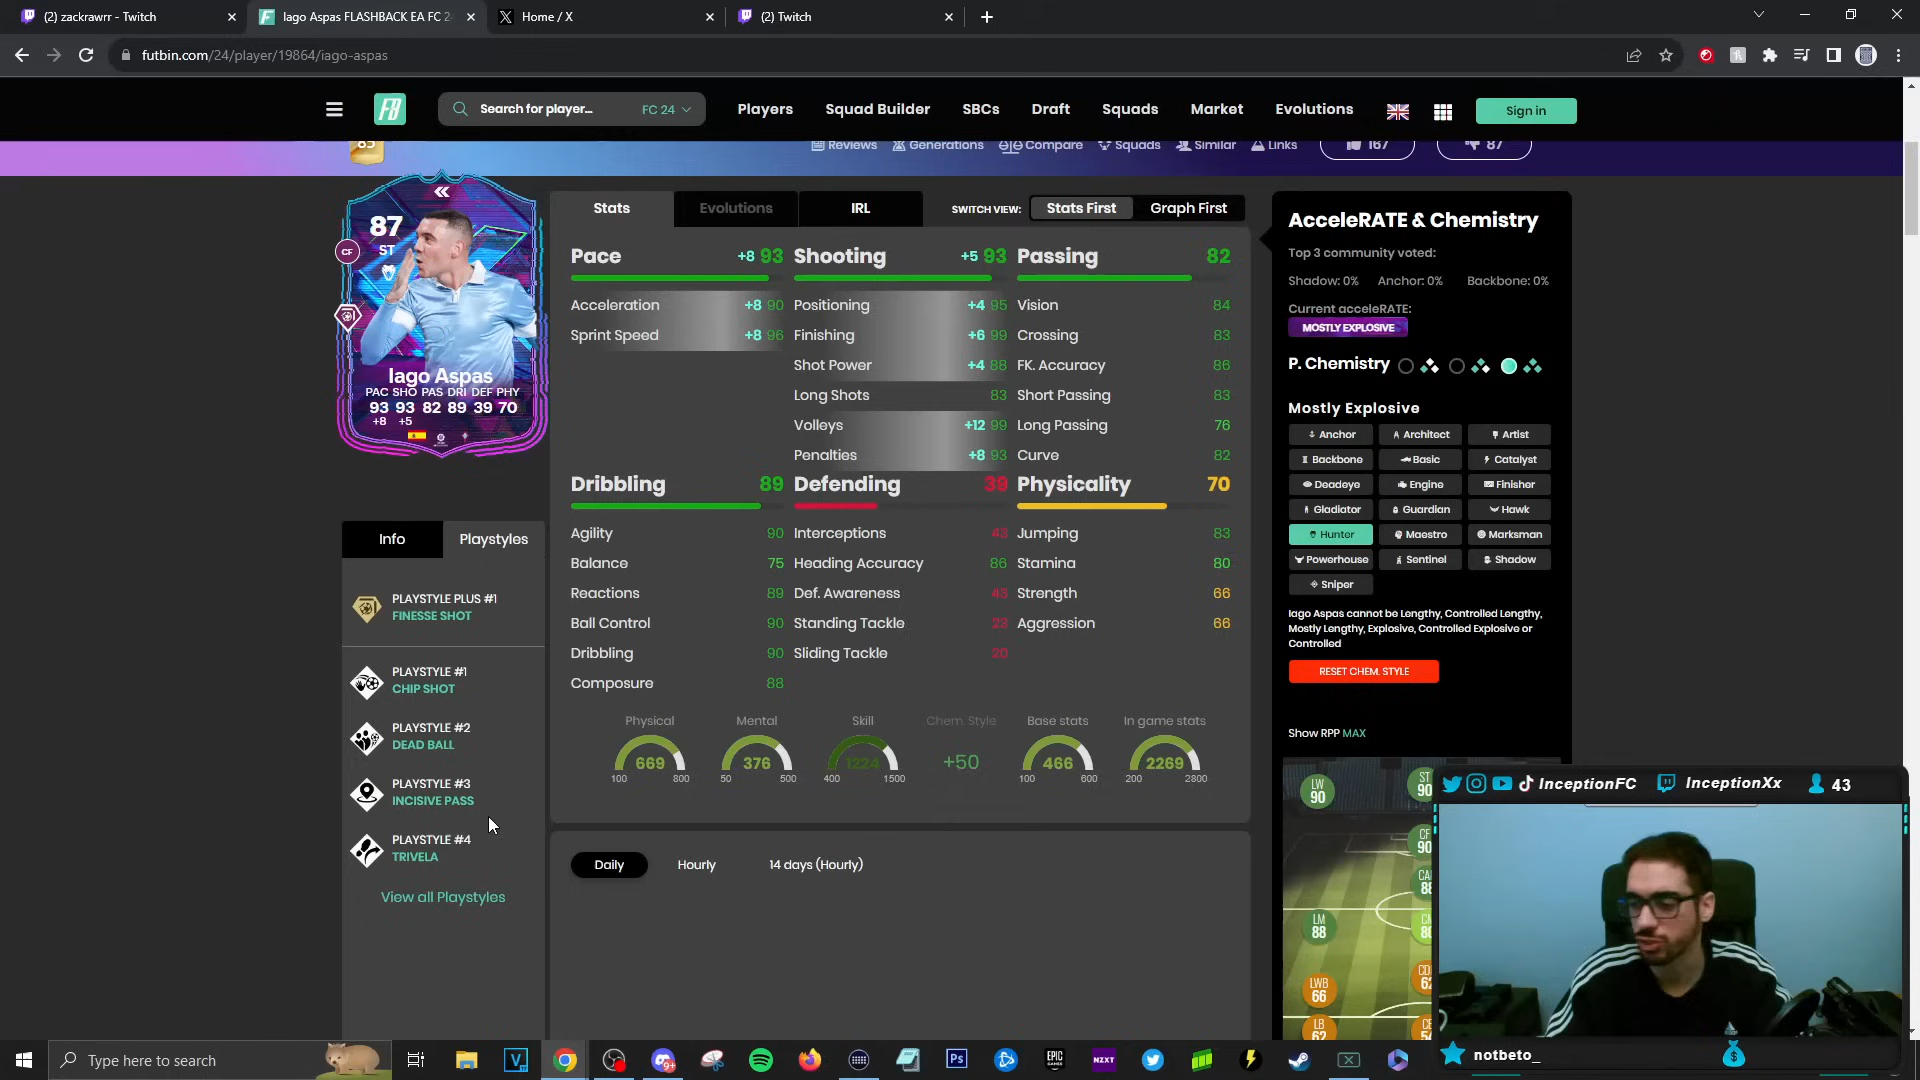 (2) zackrawrr - Twitch
Iago Aspas FLASHBACK EA FC 2
Home / X
(2) Twitch
futbin.com/24/player/19864/iago-aspas
FB
Search for player...
FC 24
Players
Squad Builder
SBCs
Draft
Squads
Market
Evolutions
Sign in
85
Reviews
Generations
Compare
Squads
Similar
Links
167
87
87
ST
CF
Iago Aspas
PAC SHO PAS DRI DEF PHY
93 93 82 89 39 70
+8 +5
Stats
Evolutions
IRL
SWITCH VIEW:
Stats First
Graph First
Pace +8 93
Acceleration +8 90
Sprint Speed +8 96
Shooting +5 93
Positioning +4 95
Finishing +6 99
Shot Power +4 88
Long Shots 83
Volleys +12 99
Penalties +8 93
Passing 82
Vision 84
Crossing 83
FK. Accuracy 86
Short Passing 83
Long Passing 76
Curve 82
Dribbling 89
Agility 90
Balance 75
Reactions 89
Ball Control 90
Dribbling 90
Composure 88
Defending 39
Interceptions 43
Heading Accuracy 86
Def. Awareness 43
Standing Tackle 23
Sliding Tackle 20
Physicality 70
Jumping 83
Stamina 80
Strength 66
Aggression 66
Physical
669
100 800
Mental
376
50 500
Skill
1224
400 1500
Chem. Style
+50
Base stats
466
100 600
In game stats
2269
200 2800
Info
Playstyles
PLAYSTYLE PLUS #1
FINESSE SHOT
PLAYSTYLE #1
CHIP SHOT
PLAYSTYLE #2
DEAD BALL
PLAYSTYLE #3
INCISIVE PASS
PLAYSTYLE #4
TRIVELA
View all Playstyles
Daily
Hourly
14 days (Hourly)
AcceleRATE & Chemistry
Top 3 community voted:
Shadow: 0% Anchor: 0% Backbone: 0%
Current acceleRATE:
MOSTLY EXPLOSIVE
P. Chemistry
Mostly Explosive
Anchor Architect Artist
Backbone Basic Catalyst
Deadeye Engine Finisher
Gladiator Guardian Hawk
Hunter Maestro Marksman
Powerhouse Sentinel Shadow
Sniper
Iago Aspas cannot be Lengthy, Controlled Lengthy,
Mostly Lengthy, Explosive, Controlled Explosive or
Controlled
RESET CHEM. STYLE
Show RPP MAX
LW
90
ST
90
CF
90
88
LM
88
LWB
66
LB
62
InceptionFC
InceptionXx
43
notbeto_
Type here to search
V
9+
Ps
EPIC
GAMES
NZXT